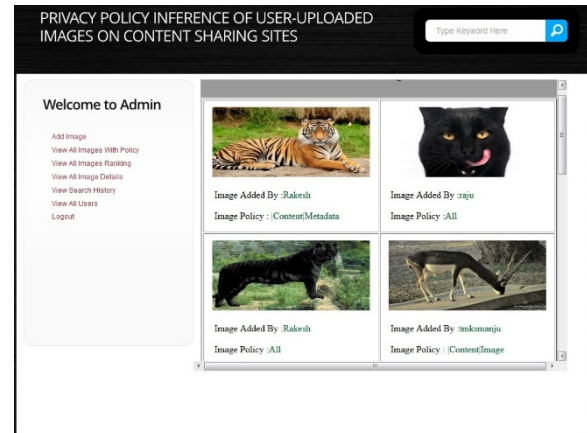 PRIVACY POLICY INFERENCE OF USER-UPLOADED
IMAGES ON CONTENT SHARING SITES
Type Keyword Here
Welcome to Admin
Add Image
View All Images With Policy
View All Images Ranking
View All Image Details
View Search History
View All Users
Logout
Image Added By :Rakesh
Image Policy : |Content|Metadata
Image Added By :raju
Image Policy :All
Image Added By :Rakesh
Image Policy :All
Image Added By :tmksmanju
Image Policy : |Content|Image